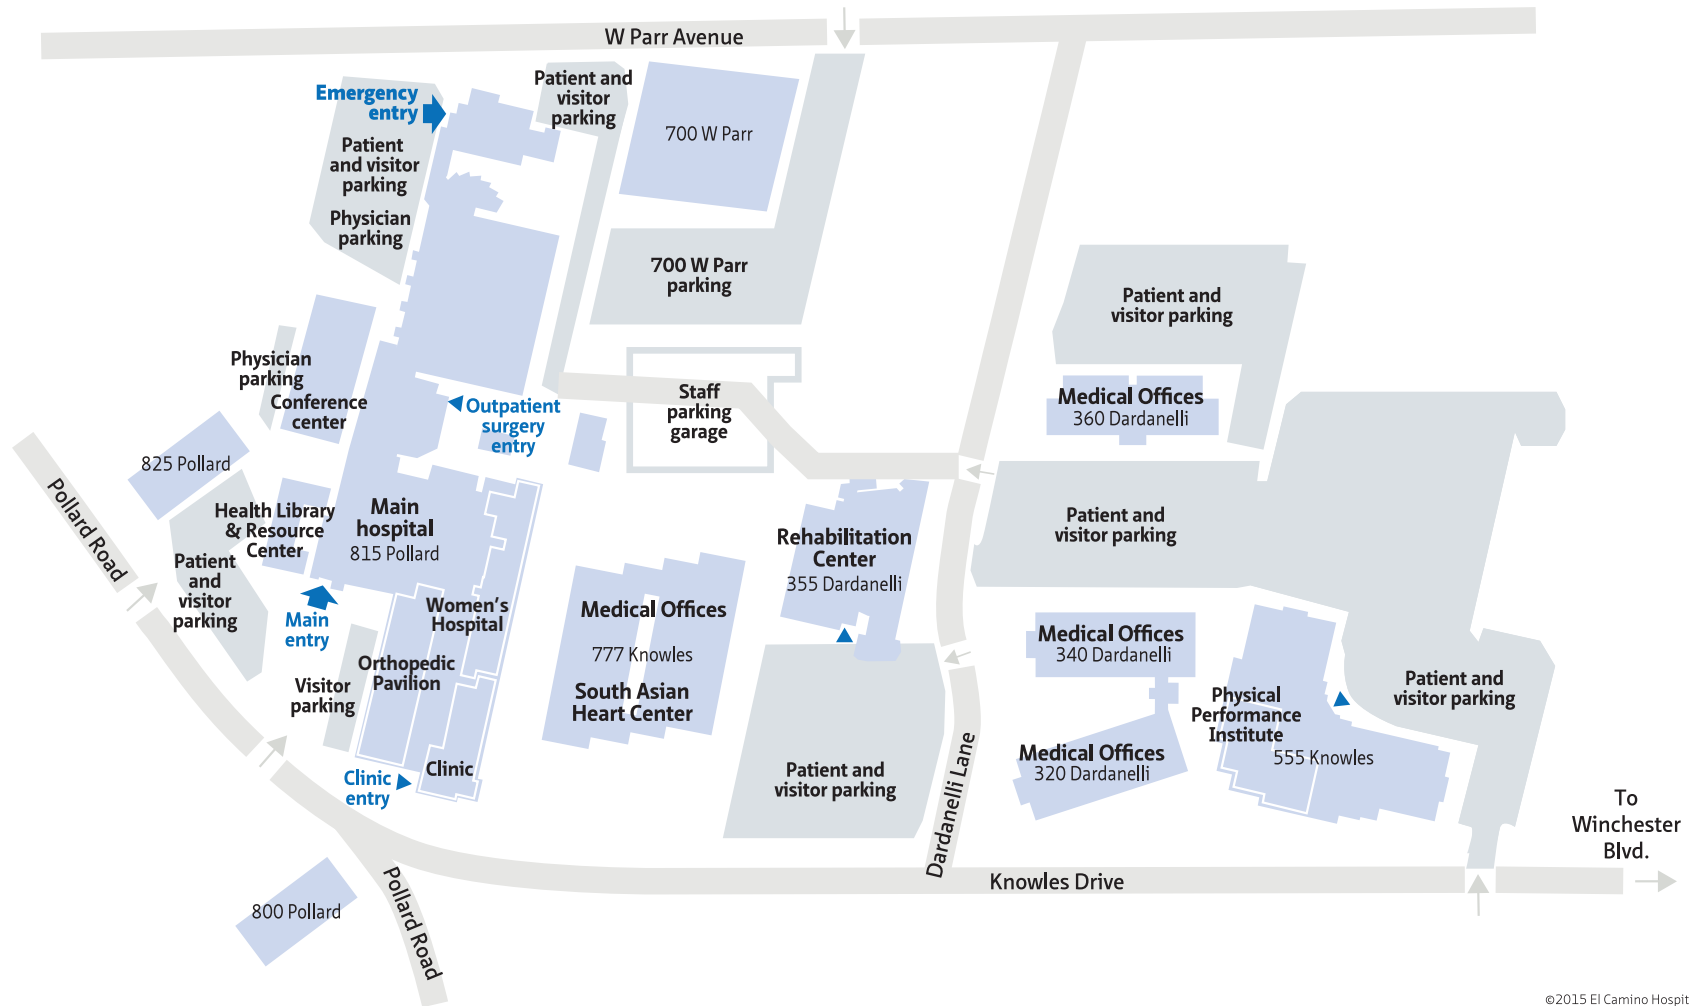 W Parr Avenue
Emergency
entry
Patient
and visitor
parking
Physician
parking
Patient and
visitor
parking
700 W Parr
700 W Parr
parking
Patient and
visitor parking
Physician
parking
Conference
center
Outpatient
surgery
entry
Staff
parking
garage
Medical Offices
360 Dardanelli
825 Pollard
Pollard Road
Health Library
& Resource
Center
Main
hospital
815 Pollard
Patient
and
visitor
parking
Main
entry
Women's
Hospital
Orthopedic
Pavilion
Visitor
parking
Clinic
entry
Clinic
Medical Offices
777 Knowles
South Asian
Heart Center
Rehabilitation
Center
355 Dardanelli
Patient and
visitor parking
Patient and
visitor parking
Dardanelli Lane
Medical Offices
340 Dardanelli
Medical Offices
320 Dardanelli
Physical
Performance
Institute
555 Knowles
Patient and
visitor parking
To
Winchester
Blvd.
Knowles Drive
800 Pollard
Pollard Road
©2015 El Camino Hospit